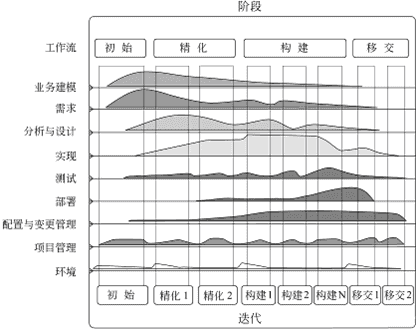 阶段
工作流 初始 精化 构建 移交
业务建模
需求
分析与设计
实现
测试
部署
配置与变更管理
项目管理
环境
初始 精化1 精化2 构建1 构建2 构建N 移交1 移交2
迭代